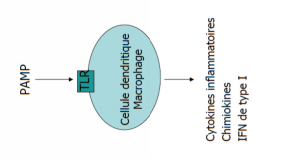 PAMP
TLR
Cellule dendritique
Macrophage
Cytokines inflammatoires
Chimiokines
IFN de type I